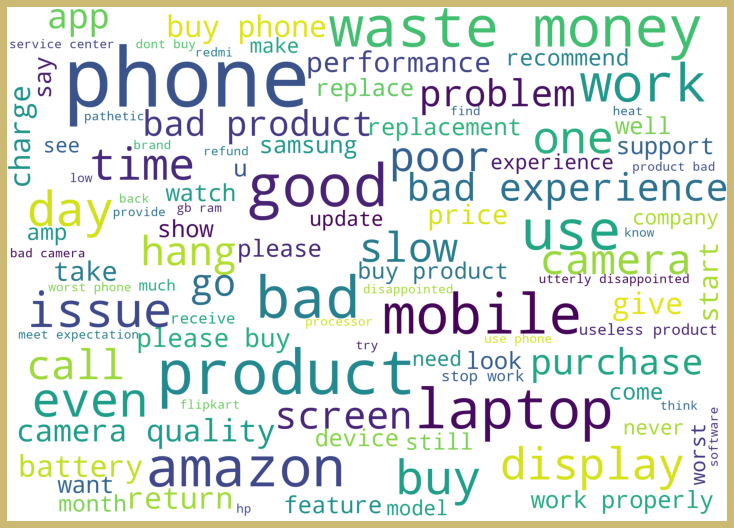 app
buy phone
waste money
service center
dont buy
redmi
make
say
phone
performance
recommend
replace
problem
work
charge
pathetic
bad product
replacement
find
one
heat
well
see
time
brand
refund
samsung
poor
experience
support
product bad
low
u
good
bad experience
day
back
provide
watch
gb ram
show
update
price
use
company
know
amp
bad camera
hang
please
slow
camera
start
take
go
buy product
utterly disappointed
worst phone
much
bad
disappointed
mobile
give
issue
receive
processor
useless product
meet expectation
please buy
try
use phone
call
product
need
look
purchase
stop work
even
flipkart
screen
laptop
come
think
camera quality
device
still
never
worst
software
battery
amazon
buy
display
want
month
return
hp
feature
model
work properly